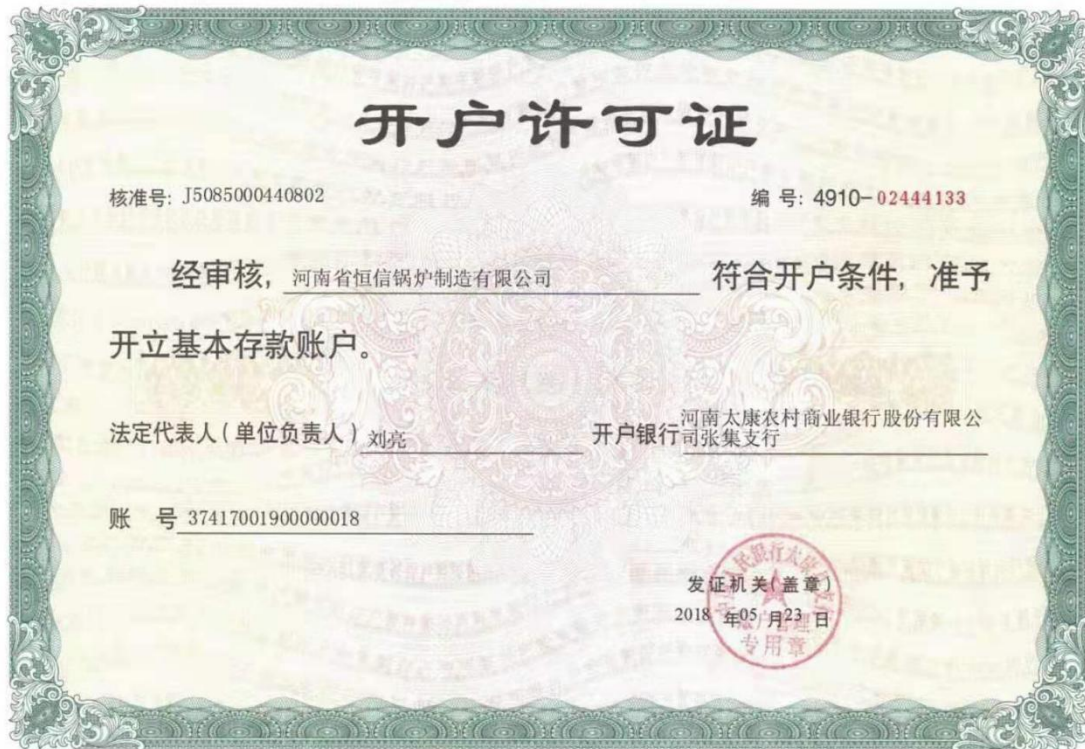 开户许可证
核准号: J5085000440802
编 号: 4910-02444133
经审核, 河南省恒信锅炉制造有限公司 符合开户条件, 准予
开立基本存款账户。
法定代表人(单位负责人) 刘亮
开户银行 河南太康农村商业银行股份有限公
司张集支行
账 号 37417001900000018
发证机关(盖章)
2018 年05 月23 日
专用章